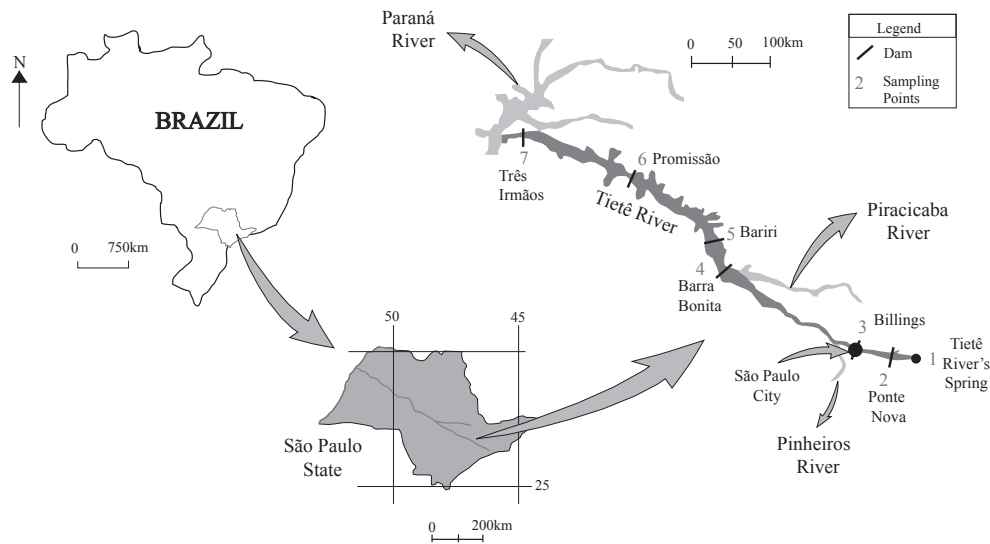 N
BRAZIL
0 750km
Paraná
River
0 50 100km
Legend
Dam
2 Sampling
Points
7
Três
Irmãos
6 Promissão
Tietê River
5 Bariri
4
Barra
Bonita
Piracicaba
River
3 Billings
São Paulo
City
2
Ponte
Nova
1 Tietê
River's
Spring
Pinheiros
River
50 45
São Paulo
State
25
0 200km